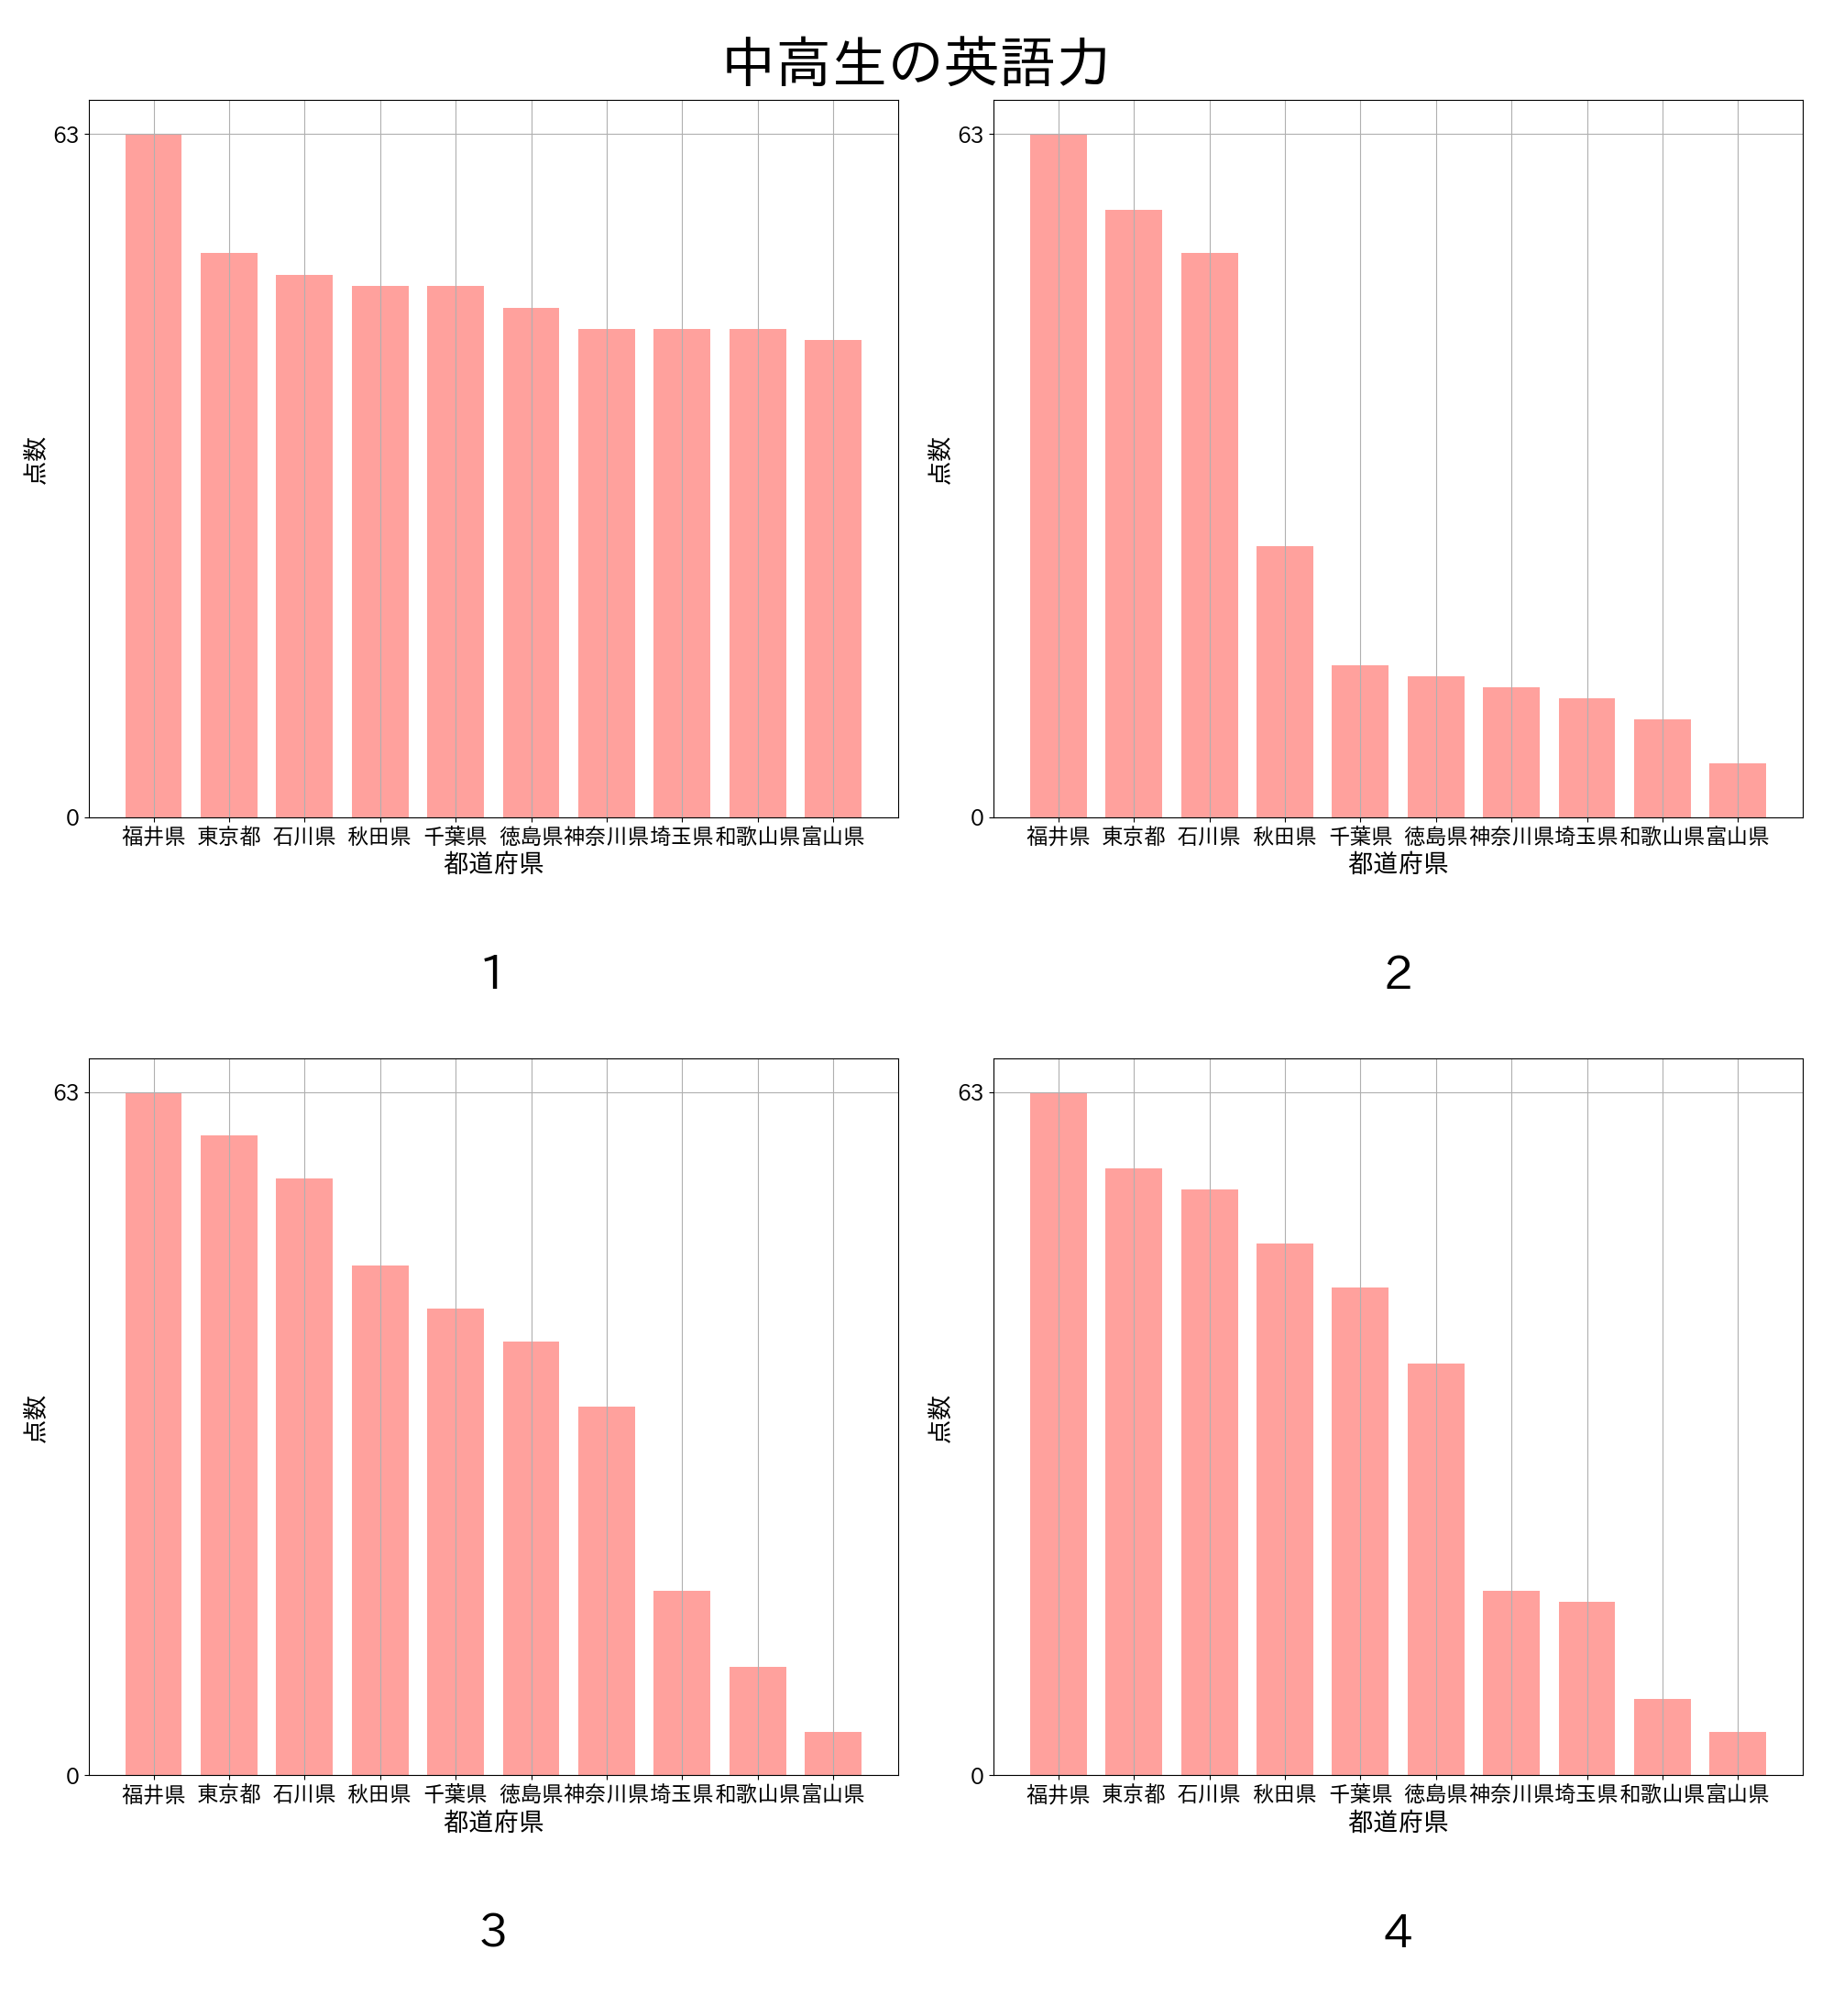 中高生の英語力
63
点数
0
福井県 東京都 石川県 秋田県 千葉県 徳島県 神奈川県 埼玉県 和歌山県 富山県
都道府県
1
63
点数
0
福井県 東京都 石川県 秋田県 千葉県 徳島県 神奈川県 埼玉県 和歌山県 富山県
都道府県
2
63
点数
0
福井県 東京都 石川県 秋田県 千葉県 徳島県 神奈川県 埼玉県 和歌山県 富山県
都道府県
3
63
点数
0
福井県 東京都 石川県 秋田県 千葉県 徳島県 神奈川県 埼玉県 和歌山県 富山県
都道府県
4